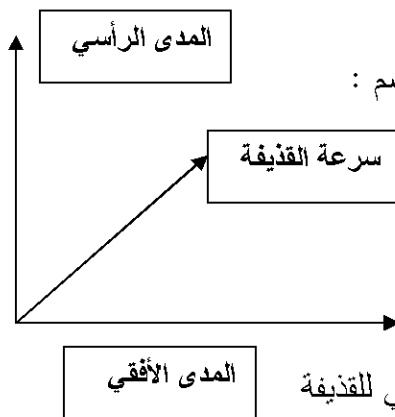 المدى الرأسي
سرعة القذيفة
المدى الأفقي
للقذيفة